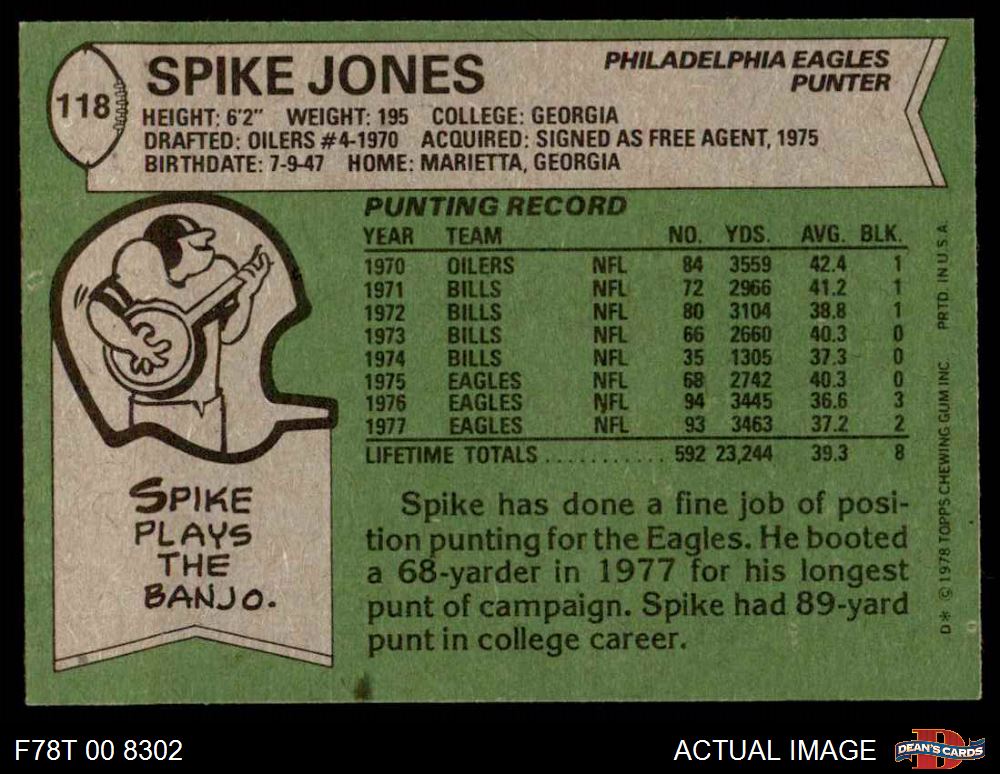 118
SPIKE JONES
PHILADELPHIA EAGLES
PUNTER
HEIGHT: 6'2" WEIGHT: 195 COLLEGE: GEORGIA
DRAFTED: OILERS #4-1970 ACQUIRED: SIGNED AS FREE AGENT, 1975
BIRTHDATE: 7-9-47 HOME: MARIETTA, GEORGIA
PUNTING RECORD
YEAR TEAM NO. YDS. AVG. BLK.
1970 OILERS NFL 84 3559 42.4 1
1971 BILLS NFL 72 2966 41.2 1
1972 BILLS NFL 80 3104 38.8 1
1973 BILLS NFL 66 2660 40.3 0
1974 BILLS NFL 35 1305 37.3 0
1975 EAGLES NFL 68 2742 40.3 0
1976 EAGLES NFL 94 3445 36.6 3
1977 EAGLES NFL 93 3463 37.2 2
LIFETIME TOTALS........... 592 23,244 39.3 8
Spike has done a fine job of posi-
tion punting for the Eagles. He booted
a 68-yarder in 1977 for his longest
punt of campaign. Spike had 89-yard
punt in college career.
SPIKE
PLAYS
THE
BANJO.
D* © 1978 TOPPS CHEWING GUM INC. PRTD. IN U.S.A.
F78T 00 8302
ACTUAL IMAGE
D
DEAN'S CARDS